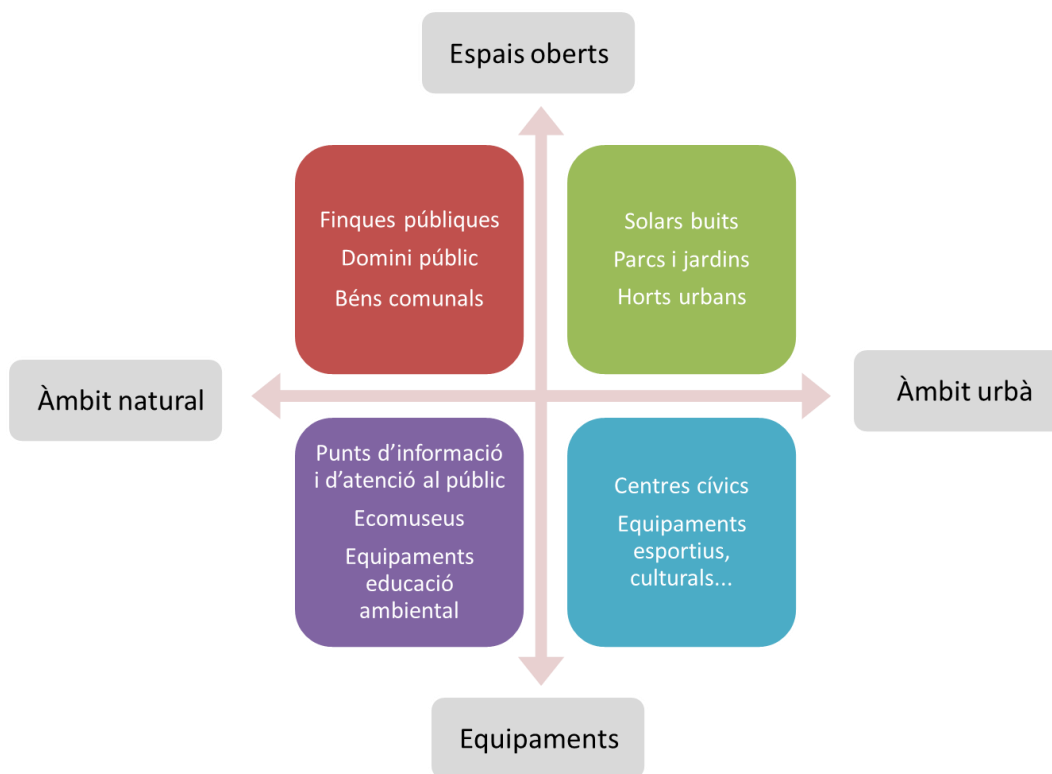 Espais oberts
Finques públiques
Domini públic
Béns comunals
Solars buits
Parcs i jardins
Horts urbans
Àmbit natural
Àmbit urbà
Punts d’informació
i d’atenció al públic
Ecomuseus
Equipaments
educació
ambiental
Centres cívics
Equipaments
esportius,
culturals...
Equipaments